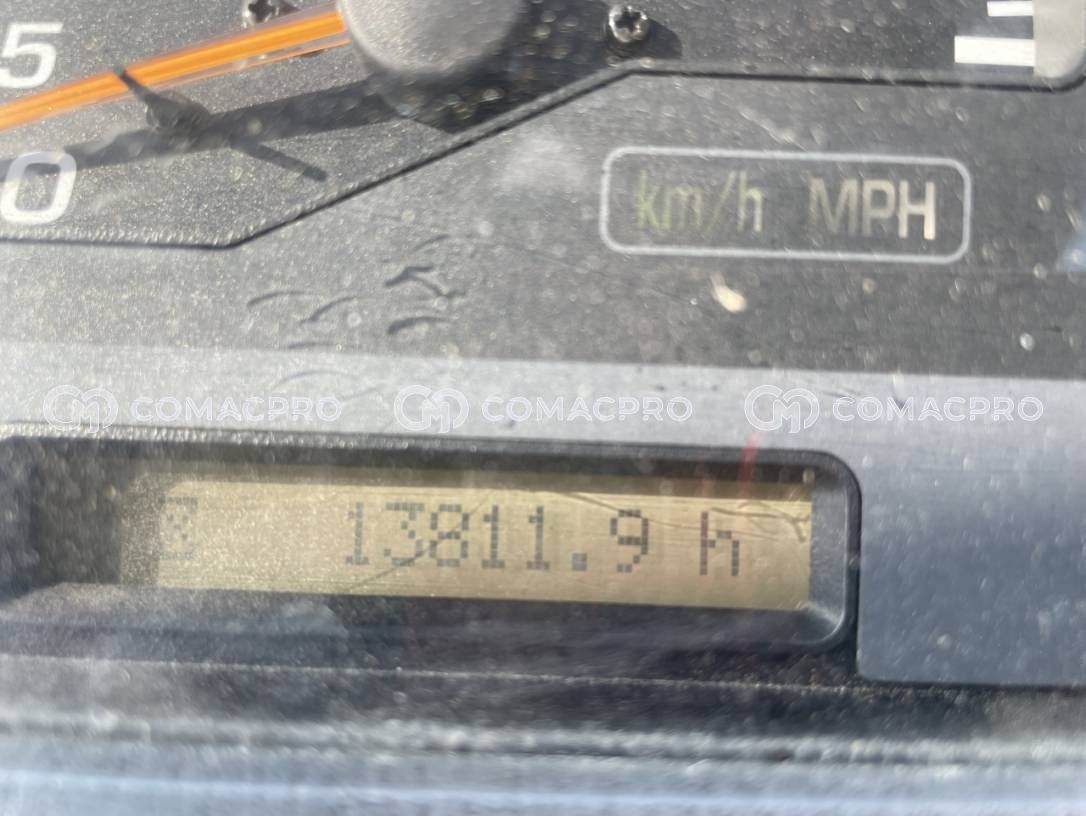 5
0
km/h MPH
COMACPRO COMACPRO COMACPRO
13811.9 h